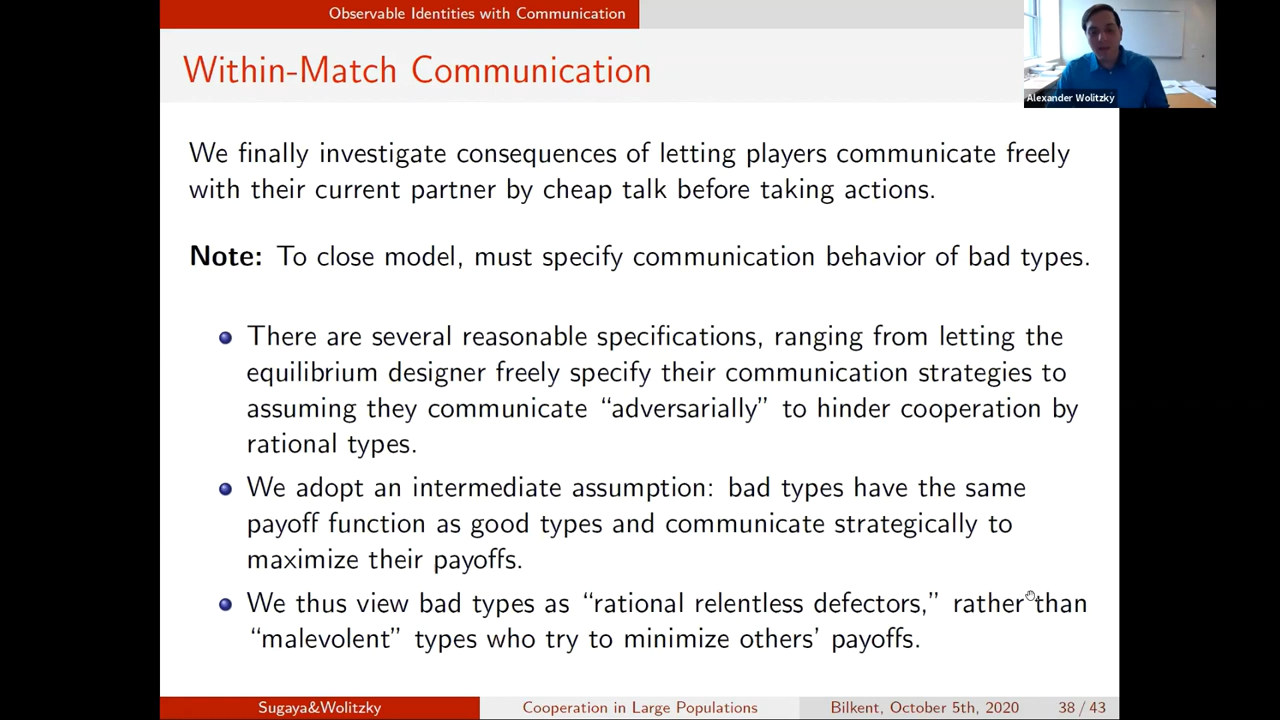 Observable Identities with Communication
Within-Match Communication
Alexander Wolitzky
We finally investigate consequences of letting players communicate freely
with their current partner by cheap talk before taking actions.
Note: To close model, must specify communication behavior of bad types.
There are several reasonable specifications, ranging from letting the
equilibrium designer freely specify their communication strategies to
assuming they communicate “adversarially” to hinder cooperation by
rational types.
We adopt an intermediate assumption: bad types have the same
payoff function as good types and communicate strategically to
maximize their payoffs.
We thus view bad types as “rational relentless defectors,” rather than
“malevolent” types who try to minimize others’ payoffs.
Sugaya&Wolitzky
Cooperation in Large Populations
Bilkent, October 5th, 2020
38 / 43